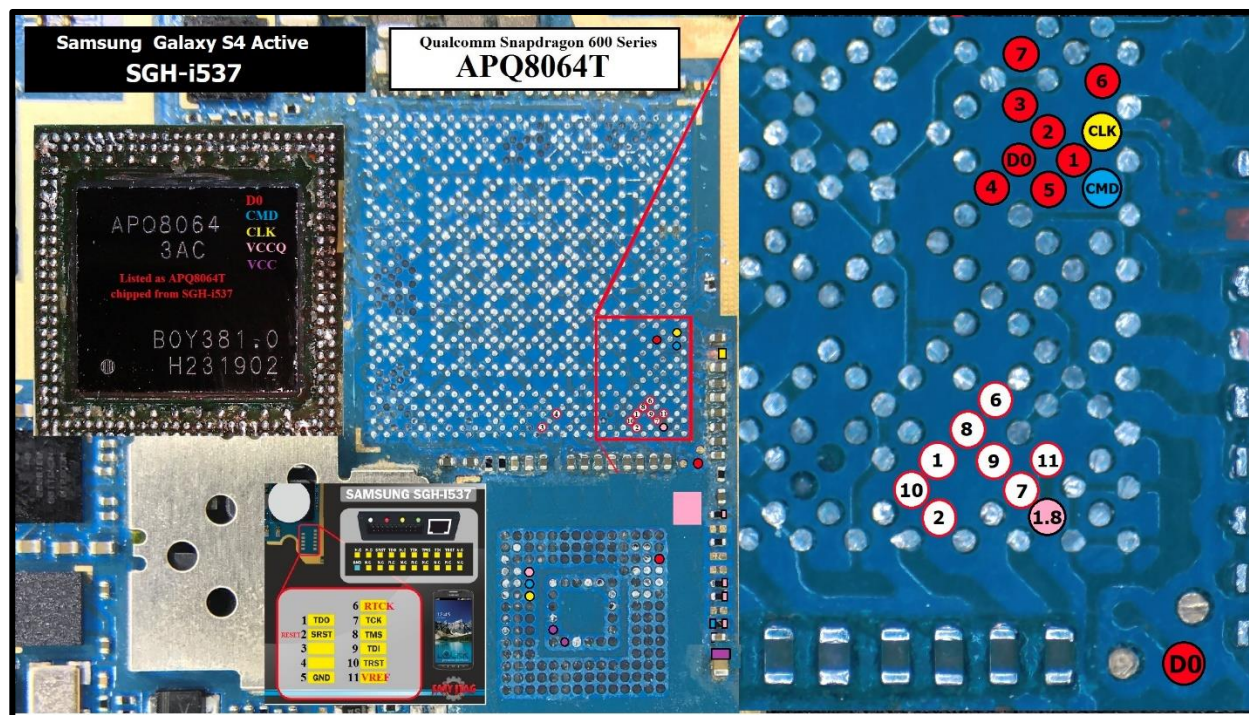 Samsung Galaxy S4 Active
SGH-i537
Qualcomm Snapdragon 600 Series
APQ8064T
APQ8064
3AC
D0
CMD
CLK
VCCQ
VCC
Listed as APQ8064T
chipped from SGH-i537
BOY381.0
H231902
7
6
3
2
CLK
D0
1
4
5
CMD
6
8
1
9
11
10
7
2
1.8
D0
SAMSUNG SGH-I537
6 RTCK
1 TDO
7 TCK
RESET 2 SRST
8 TMS
3
9 TDI
4
10 TRST
5 GND
11 VREF
EASY JTAG